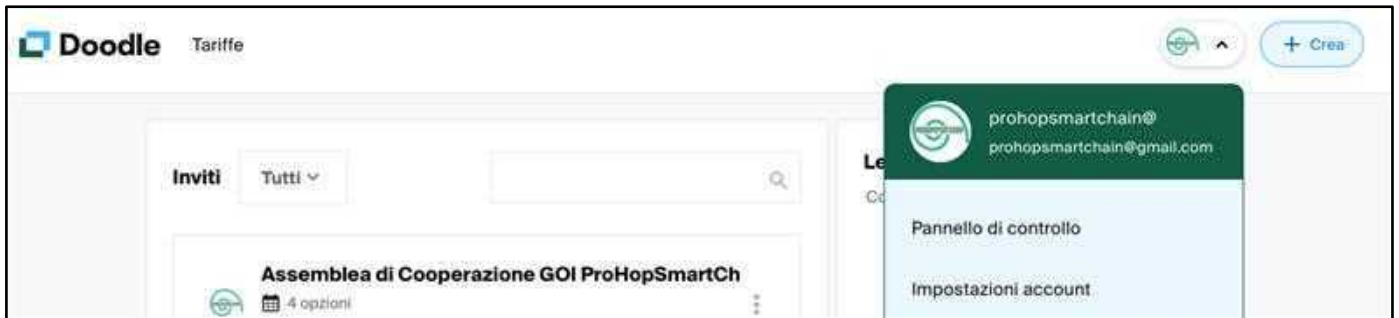 Doodle Tariffe
+ Crea
prohopsmartchain@
prohopsmartchain@gmail.com
Inviti Tutti
Le
Pannello di controllo
Assemblea di Cooperazione GOI ProHopSmartCh
4 opzioni
Impostazioni account